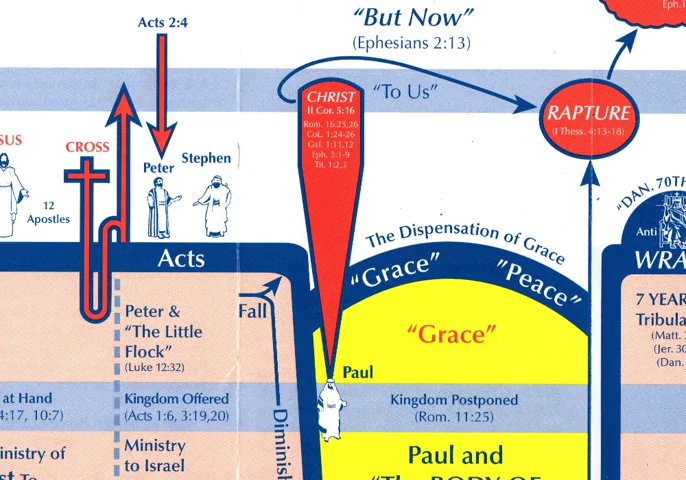 Acts 2:4
"But Now"
(Ephesians 2:13)
Eph.
"To Us"
CHRIST
II Cor. 5:16
Rom. 16:25,26
CoL. 1:24-26
Gal. 1:11,12
Eph. 3:1-9
Tit. 1:2,3
RAPTURE
(I Thess. 4:13-18)
SUS
CROSS
Peter
Stephen
12
Apostles
"DAN. 70TH
Anti
The Dispensation of Grace
Acts
"Grace"
"Peace"
WRA
Peter &
"The Little
Flock"
(Luke 12:32)
Fall
"Grace"
7 YEAR
Tribula
(Matt.
(Jer. 30
(Dan.
Paul
at Hand
4:17, 10:7)
Kingdom Offered
(Acts 1:6, 3:19,20)
Kingdom Postponed
(Rom. 11:25)
Diminish
inistry of
st To
Ministry
to Israel
Paul and
"The BODY OF